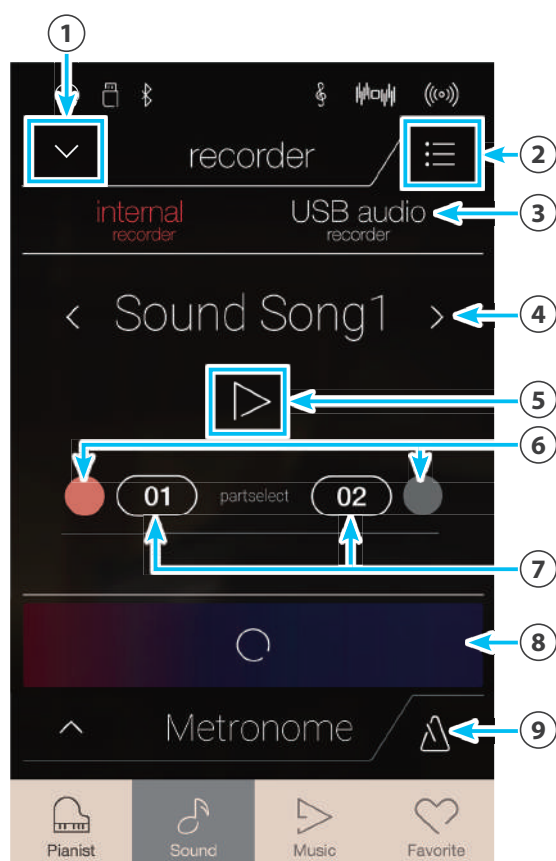 1
recorder
2
internal
recorder
USB audio
recorder
3
Sound Song1
4
5
6
01
partselect
02
7
8
Metronome
9
Pianist
Sound
Music
Favorite